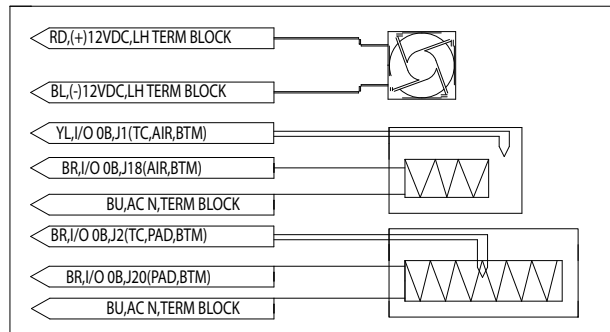 RD,(+)12VDC,LH TERM BLOCK
BL,(-)12VDC,LH TERM BLOCK
YL,I/O 0B,J1(TC,AIR,BTM)
BR,I/O 0B,J18(AIR,BTM)
BU,AC N,TERM BLOCK
BR,I/O 0B,J2(TC,PAD,BTM)
BR,I/O 0B,J20(PAD,BTM)
BU,AC N,TERM BLOCK